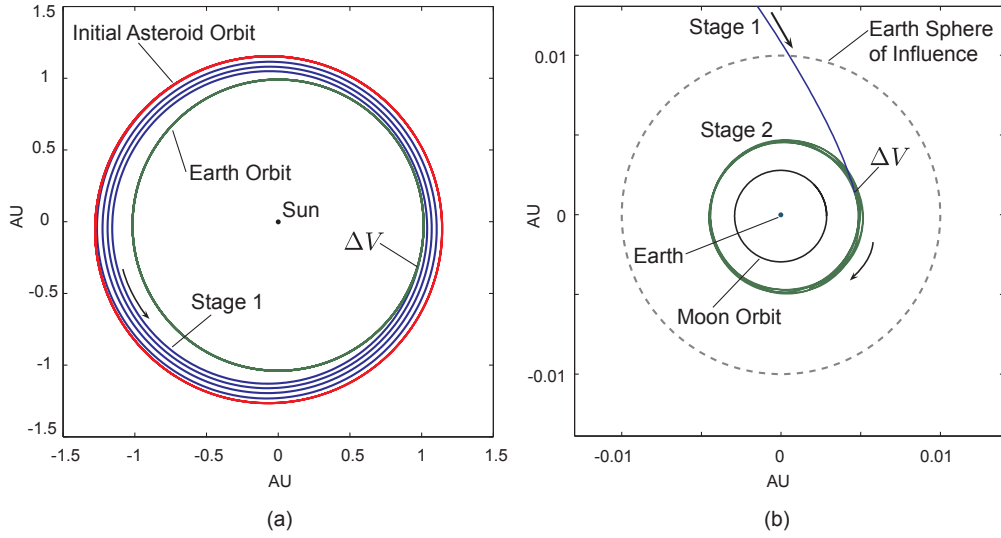 1.5
1
0.5
0
-0.5
-1
-1.5
AU
-1.5 -1 -0.5 0 0.5 1 1.5
AU
Initial Asteroid Orbit
Earth Orbit
Sun
ΔV
Stage 1
(a)
0.01
0
-0.01
AU
-0.01 0 0.01
AU
Stage 1
Earth Sphere
of Influence
Stage 2
ΔV
Earth
Moon Orbit
(b)